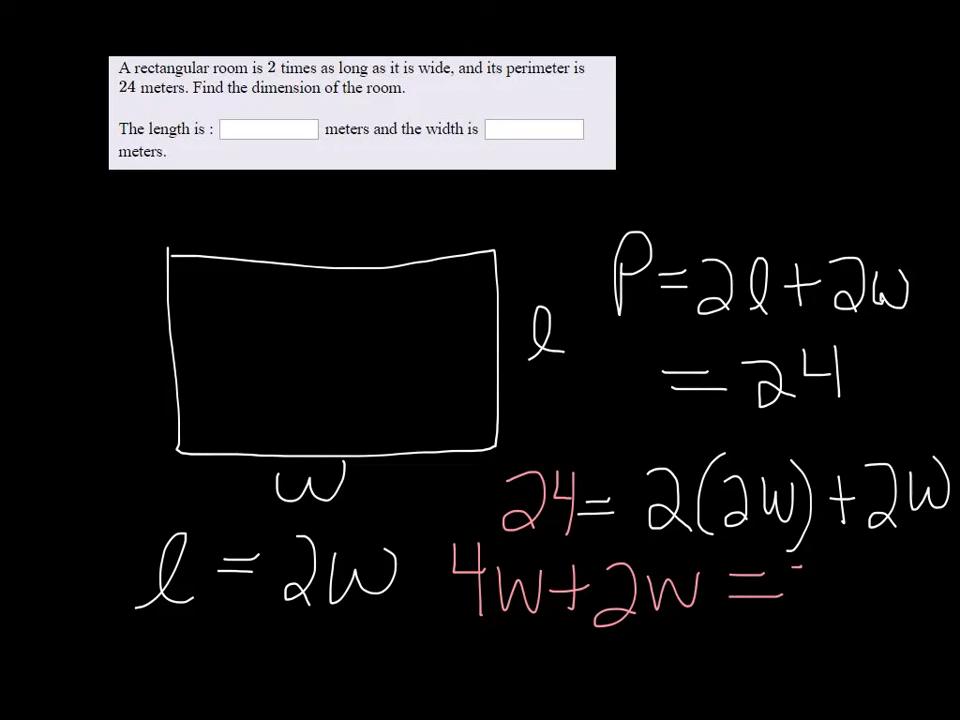 A rectangular room is 2 times as long as it is wide, and its perimeter is
24 meters. Find the dimension of the room.
The length is : meters and the width is
meters.
P=2l+2w
l
= 24
w
24 = 2(2w)+2w
l = 2w
4w+2w =